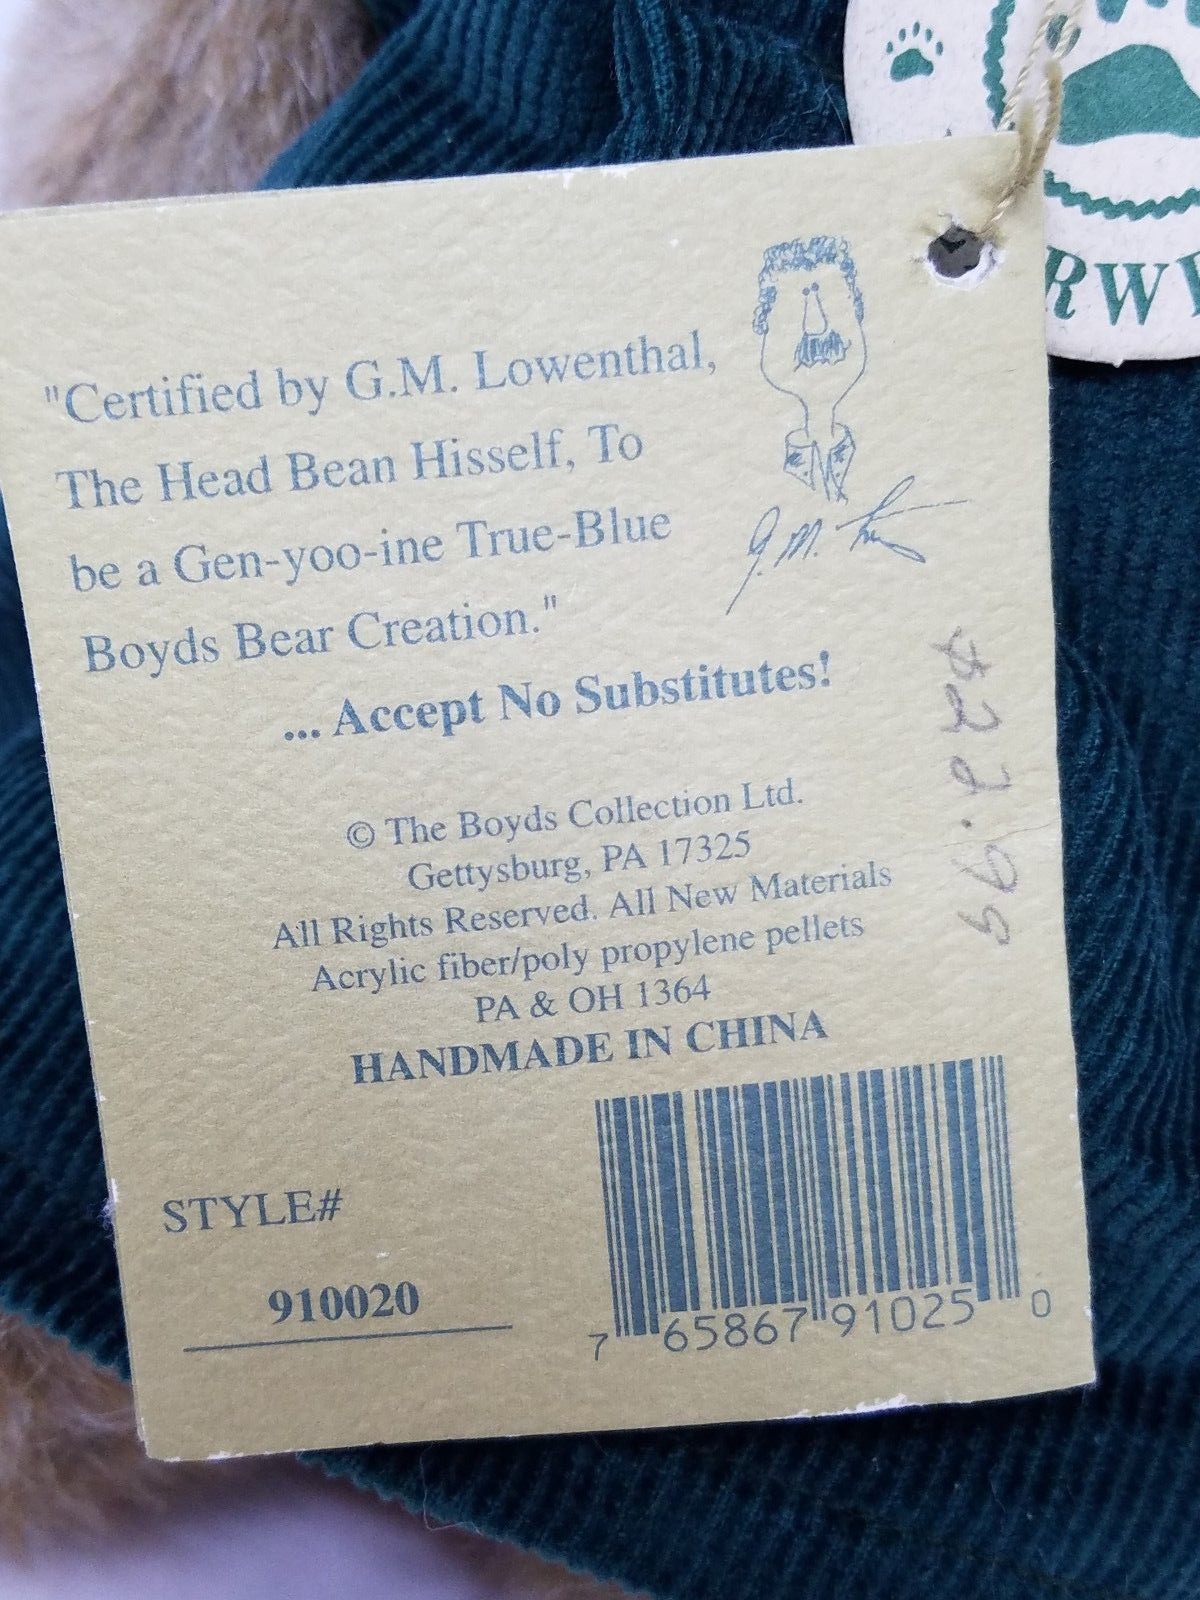 "Certified by G.M. Lowenthal,
The Head Bean Hisself, To
be a Gen-yoo-ine True-Blue
Boyds Bear Creation."
... Accept No Substitutes!
G.M.
$22.99
© The Boyds Collection Ltd.
Gettysburg, PA 17325
All Rights Reserved. All New Materials
Acrylic fiber/poly propylene pellets
PA & OH 1364
HANDMADE IN CHINA
STYLE#
910020
7 65867 91025 0